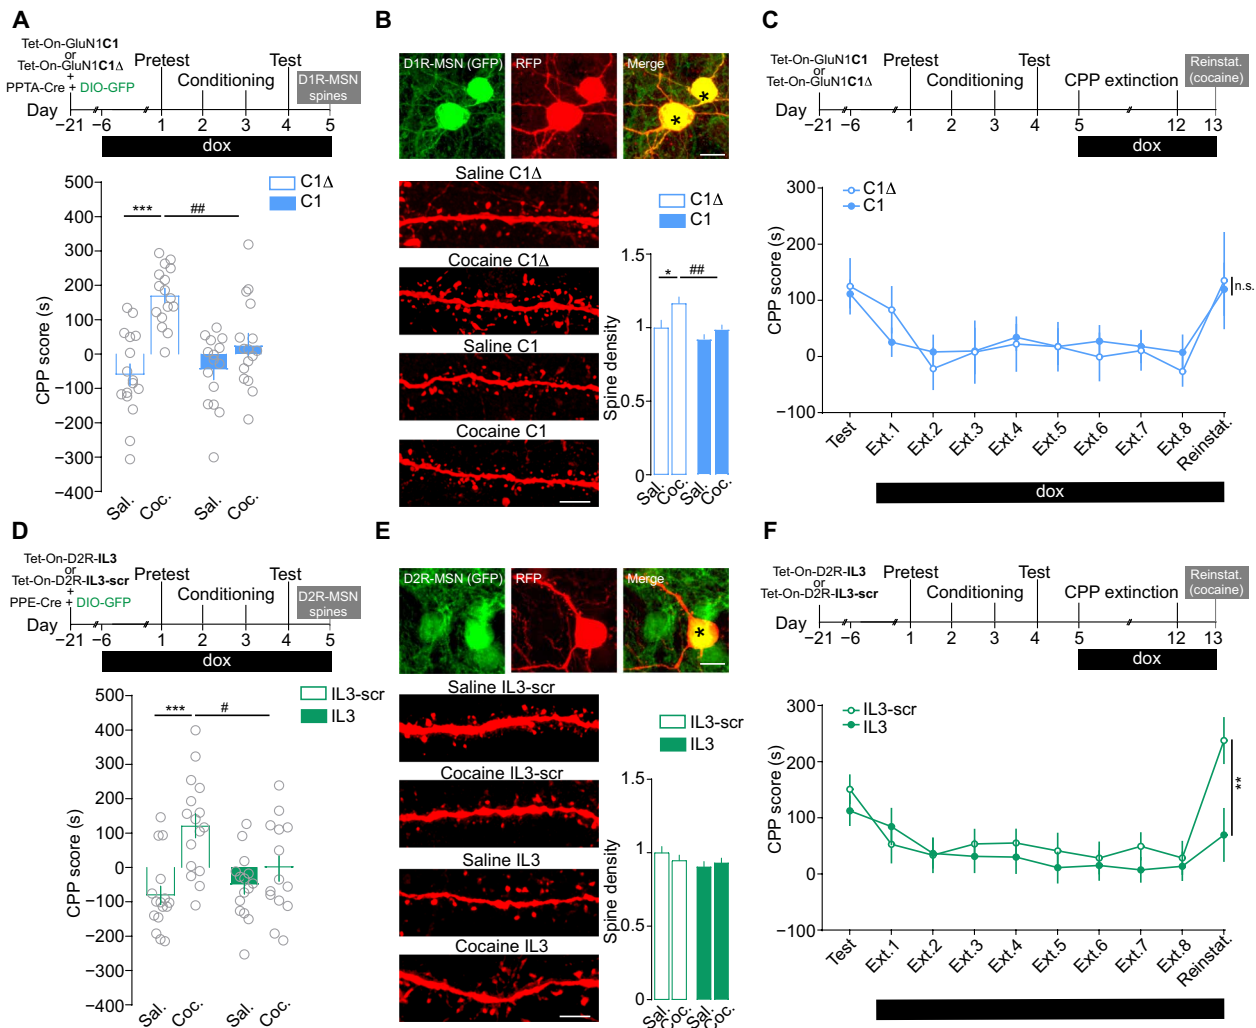 A
Tet-On-GluN1C1
or
Tet-On-GluN1C1Δ
+
PPTA-Cre + DIO-GFP
Pretest
Test
Conditioning
D1R-MSN
spines
Day
−21
−6
1
2
3
4
5
dox
C1Δ
C1
***
##
CPP score (s)
500
400
300
200
100
0
−100
−200
−300
−400
Sal.
Coc.
Sal.
Coc.
B
D1R-MSN (GFP)
RFP
Merge
*
*
Saline C1Δ
Cocaine C1Δ
Saline C1
Cocaine C1
C1Δ
C1
*
##
Spine density
1.5
1
0.5
0
Sal.
Coc.
Sal.
Coc.
C
Tet-On-GluN1C1
or
Tet-On-GluN1C1Δ
Pretest
Test
Conditioning
CPP extinction
Reinstat.
(cocaine)
Day
−21
−6
1
2
3
4
5
12
13
dox
C1Δ
C1
CPP score (s)
300
200
100
0
−100
n.s.
Test
Ext.1
Ext.2
Ext.3
Ext.4
Ext.5
Ext.6
Ext.7
Ext.8
Reinstat.
dox
D
Tet-On-D2R-IL3
or
Tet-On-D2R-IL3-scr
+
PPE-Cre + DIO-GFP
Pretest
Test
Conditioning
D2R-MSN
spines
Day
−21
−6
1
2
3
4
5
dox
IL3-scr
IL3
***
#
CPP score (s)
500
400
300
200
100
0
−100
−200
−300
−400
Sal.
Coc.
Sal.
Coc.
E
D2R-MSN (GFP)
RFP
Merge
*
Saline IL3-scr
Cocaine IL3-scr
Saline IL3
Cocaine IL3
IL3-scr
IL3
Spine density
1.5
1
0.5
0
Sal.
Coc.
Sal.
Coc.
F
Tet-On-D2R-IL3
or
Tet-On-D2R-IL3-scr
Pretest
Test
Conditioning
CPP extinction
Reinstat.
(cocaine)
Day
−21
−6
1
2
3
4
5
12
13
dox
IL3-scr
IL3
CPP score (s)
300
200
100
0
−100
**
Test
Ext.1
Ext.2
Ext.3
Ext.4
Ext.5
Ext.6
Ext.7
Ext.8
Reinstat.